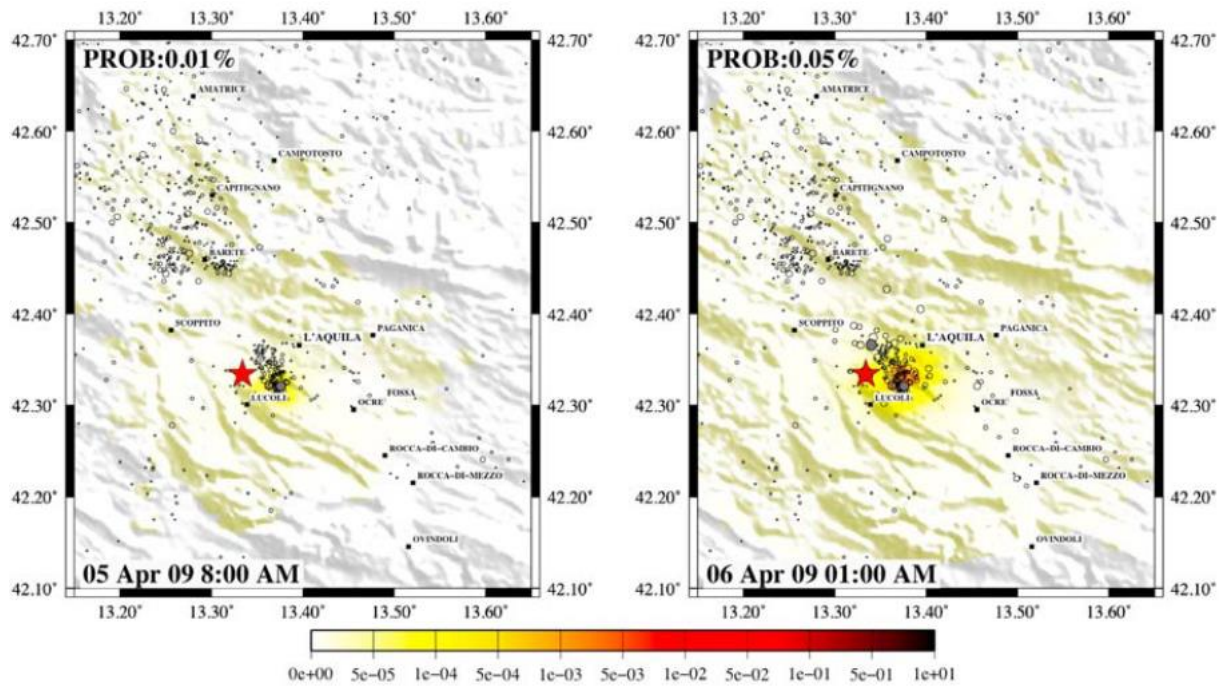 13.20° 13.30° 13.40° 13.50° 13.60° 13.20° 13.30° 13.40° 13.50° 13.60°
42.70° 42.70° 42.70° 42.70°
PROB:0.01% PROB:0.05%
AMATRICE AMATRICE
42.60° 42.60° 42.60° 42.60°
CAMPOTOSTO CAMPOTOSTO
CAPITIGNANO CAPITIGNANO
42.50° 42.50° 42.50° 42.50°
BARETE BARETE
42.40° 42.40° 42.40° 42.40°
SCOPPITO PAGANICA SCOPPITO PAGANICA
L'AQUILA L'AQUILA
LUCOLI FOSSA LUCOLI FOSSA
42.30° OCRE 42.30° 42.30° OCRE 42.30°
ROCCA-DI-CAMBIO ROCCA-DI-CAMBIO
ROCCA-DI-MEZZO ROCCA-DI-MEZZO
42.20° 42.20° 42.20° 42.20°
OVINDOLI OVINDOLI
05 Apr 09 8:00 AM 06 Apr 09 01:00 AM
42.10° 42.10° 42.10° 42.10°
13.20° 13.30° 13.40° 13.50° 13.60° 13.20° 13.30° 13.40° 13.50° 13.60°
0e+00 5e-05 1e-04 5e-04 1e-03 5e-03 1e-02 5e-02 1e-01 5e-01 1e+01